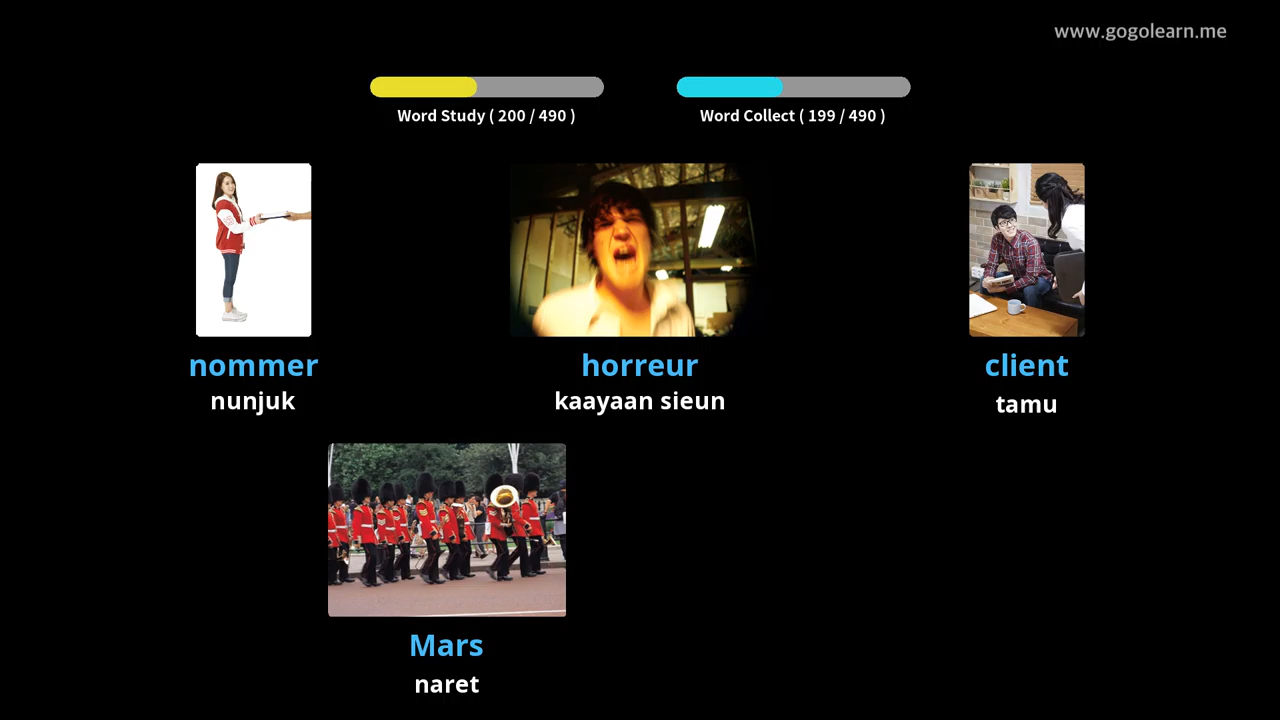 www.gogolearn.me
Word Study ( 200 / 490 )
Word Collect ( 199 / 490 )
nommer
nunjuk
horreur
kaayaan sieun
client
tamu
Mars
naret